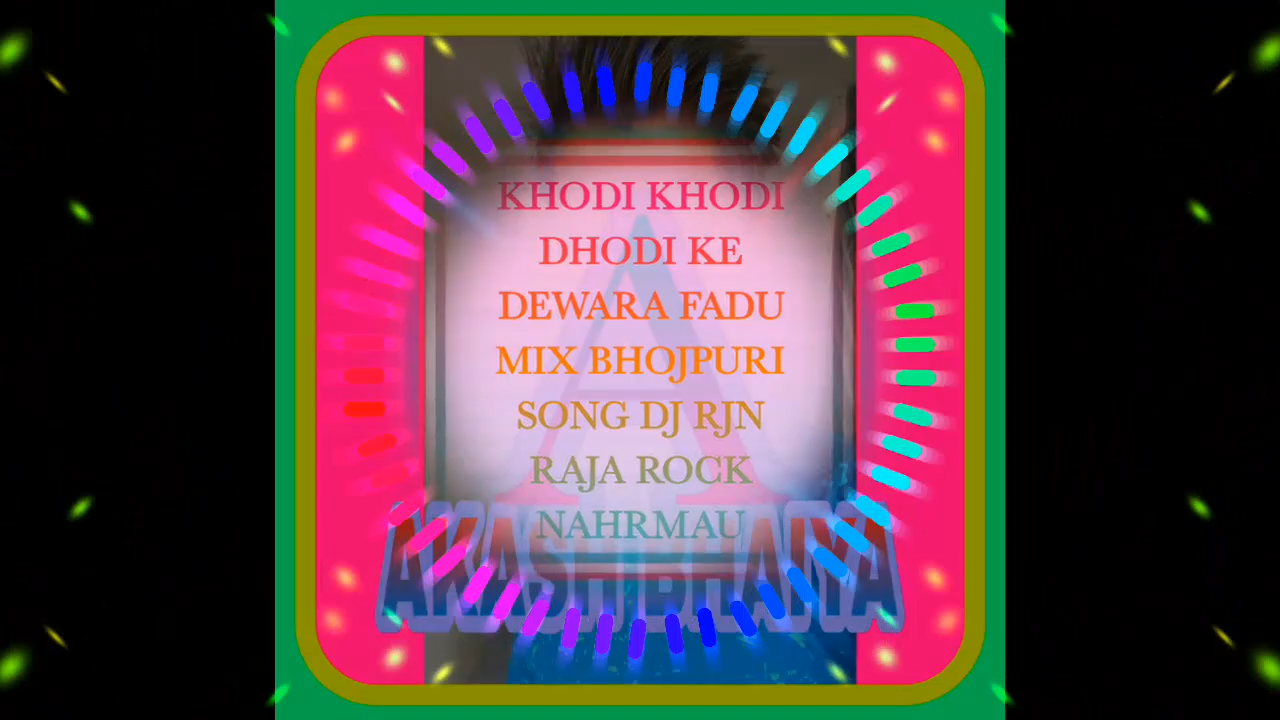 KHODI KHODI
DHODI KE
DEWARA FADU
MIX BHOJPURI
SONG DJ RJN
RAJA ROCK
NAHRMAU
AKASH BHAIYA
A